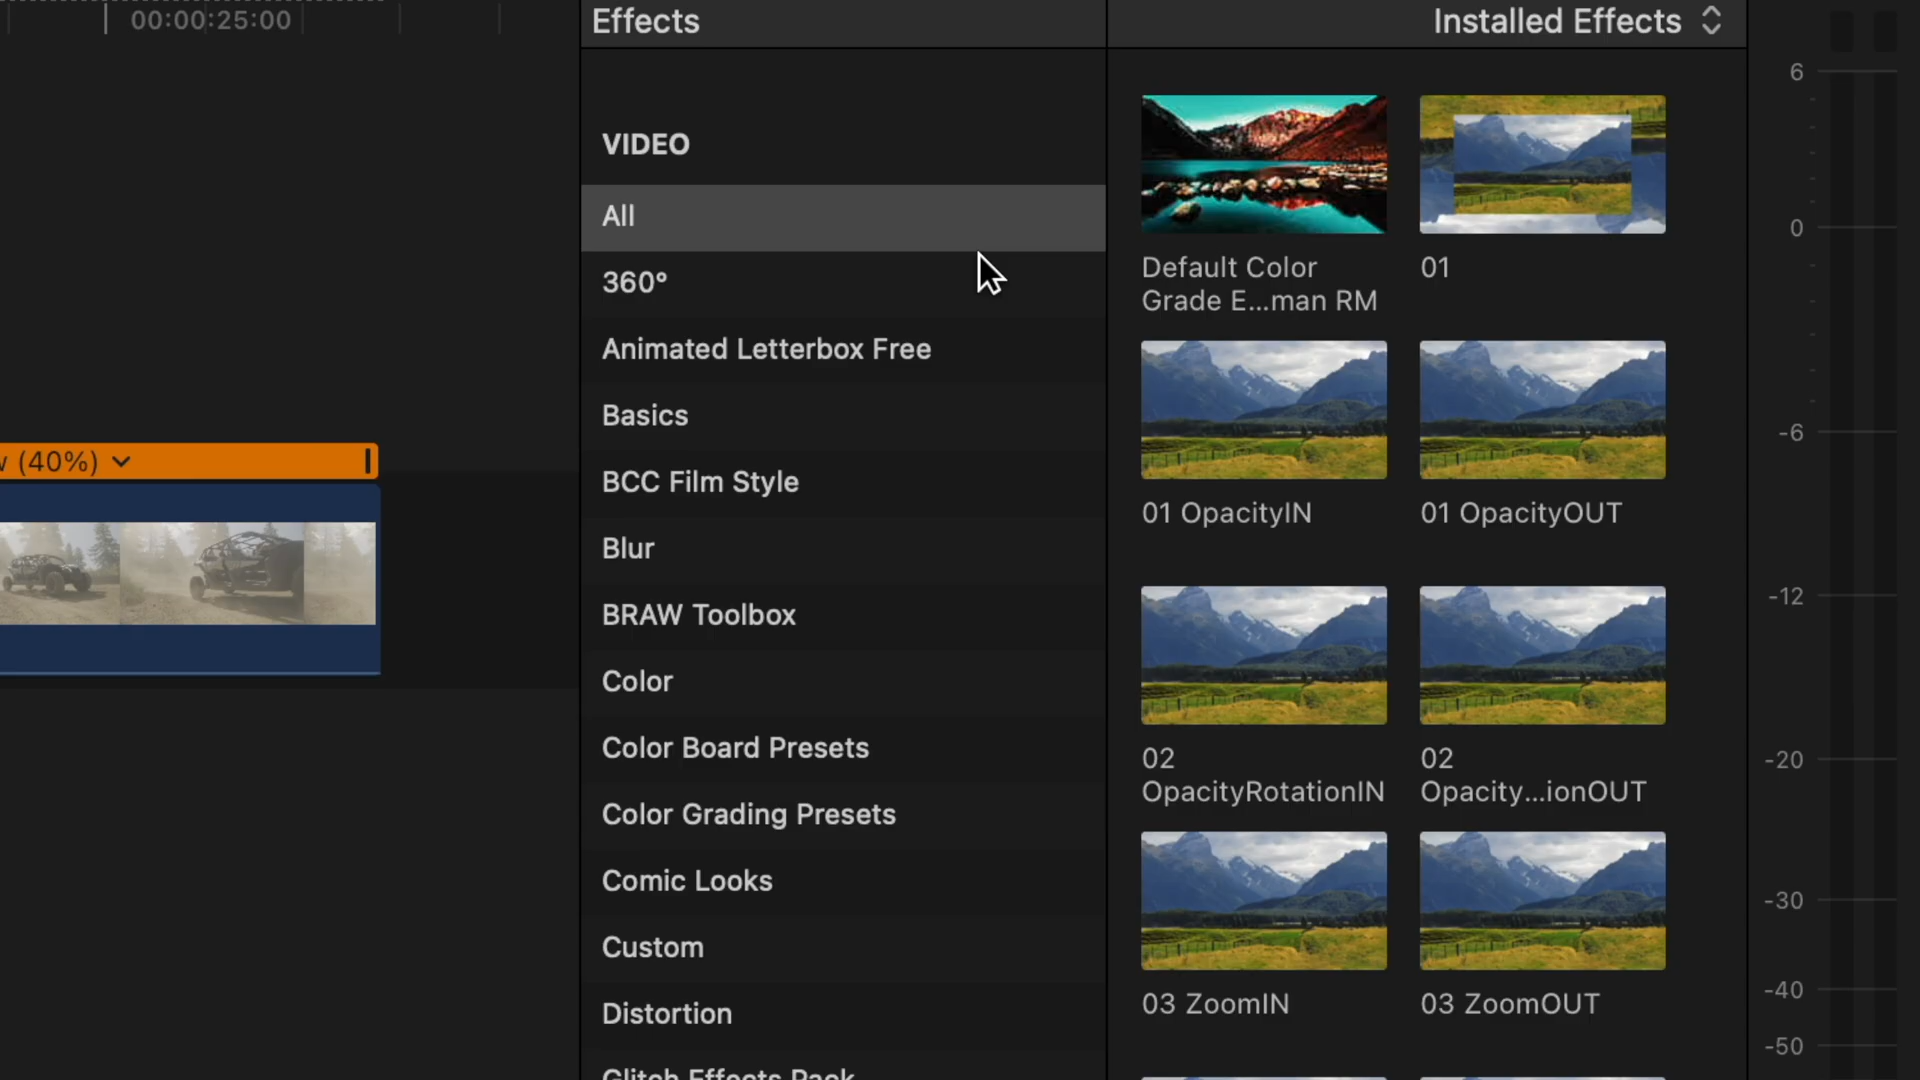 00:00:25:00
Effects
Installed Effects
VIDEO
All
360°
Animated Letterbox Free
Basics
BCC Film Style
Blur
BRAW Toolbox
Color
Color Board Presets
Color Grading Presets
Comic Looks
Custom
Distortion
Glitch Effects Pack
(40%)
Default Color
Grade E...man RM
01
01 OpacityIN
01 OpacityOUT
02
OpacityRotationIN
02
Opacity...ionOUT
03 ZoomIN
03 ZoomOUT
6
0
-6
-12
-20
-30
-40
-50